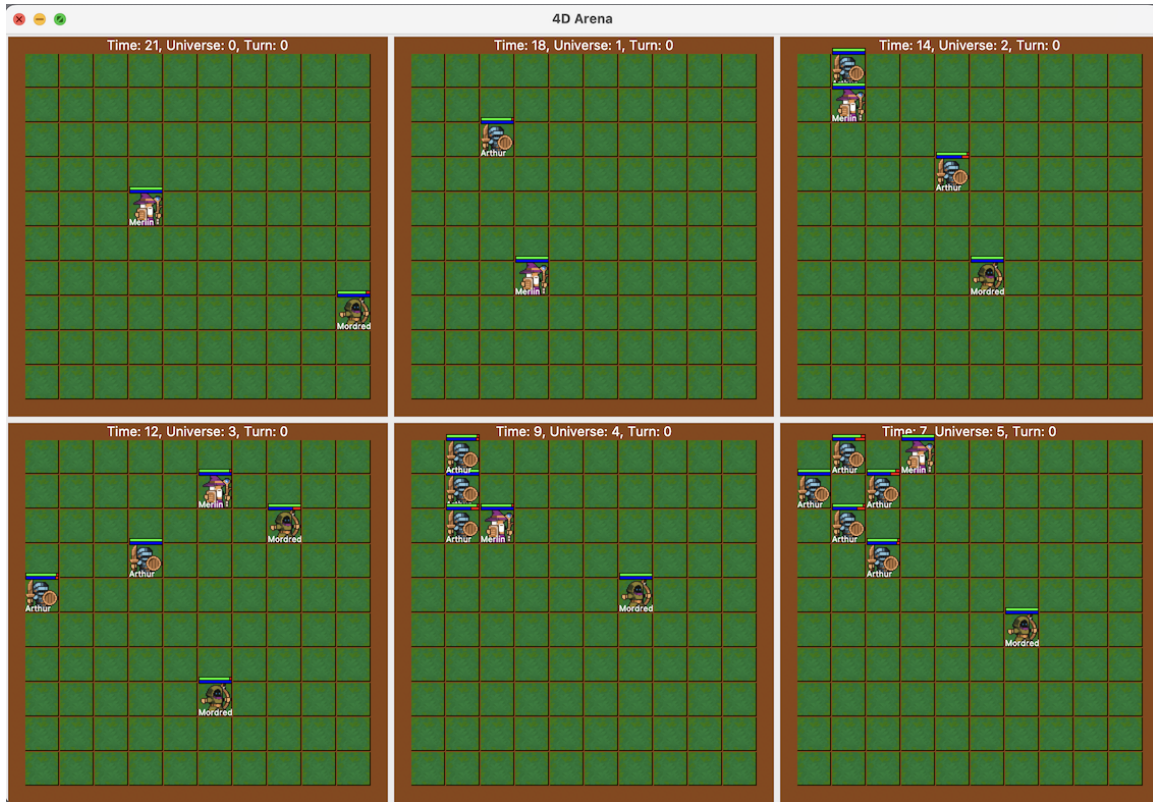 4D Arena
Time: 21, Universe: 0, Turn: 0
Merlin
Mordred
Time: 18, Universe: 1, Turn: 0
Arthur
Merlin
Time: 14, Universe: 2, Turn: 0
Merlin
Arthur
Mordred
Time: 12, Universe: 3, Turn: 0
Merlin
Mordred
Arthur
Arthur
Mordred
Time: 9, Universe: 4, Turn: 0
Arthur
Arthur
Merlin
Mordred
Time: 7, Universe: 5, Turn: 0
Arthur
Merlin
Arthur
Arthur
Arthur
Arthur
Mordred